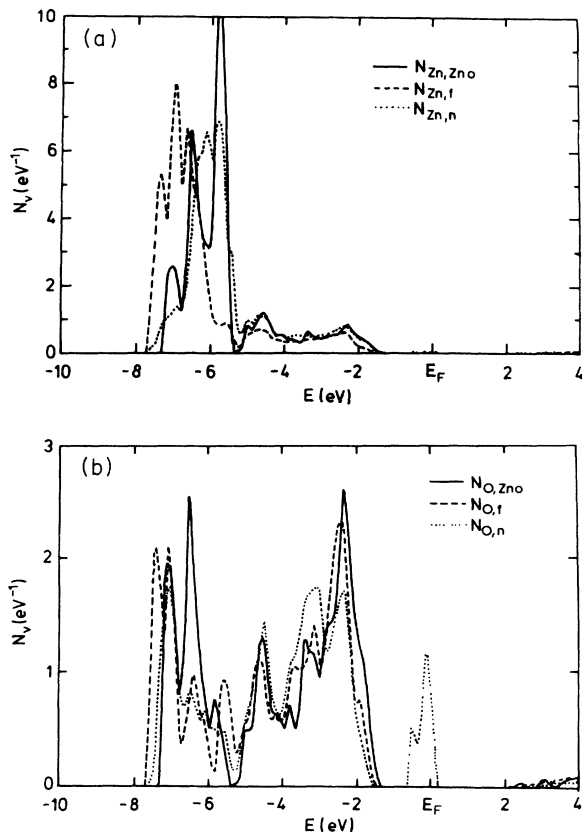 (a)
N_Zn,ZnO
N_Zn,f
N_Zn,n
N_ν (eV⁻¹)
10
8
6
4
2
0
-10 -8 -6 -4 -2 E_F 2 4
E (eV)
(b)
N_O,ZnO
N_O,f
N_O,n
N_ν (eV⁻¹)
3
2
1
0
-10 -8 -6 -4 -2 E_F 2 4
E (eV)